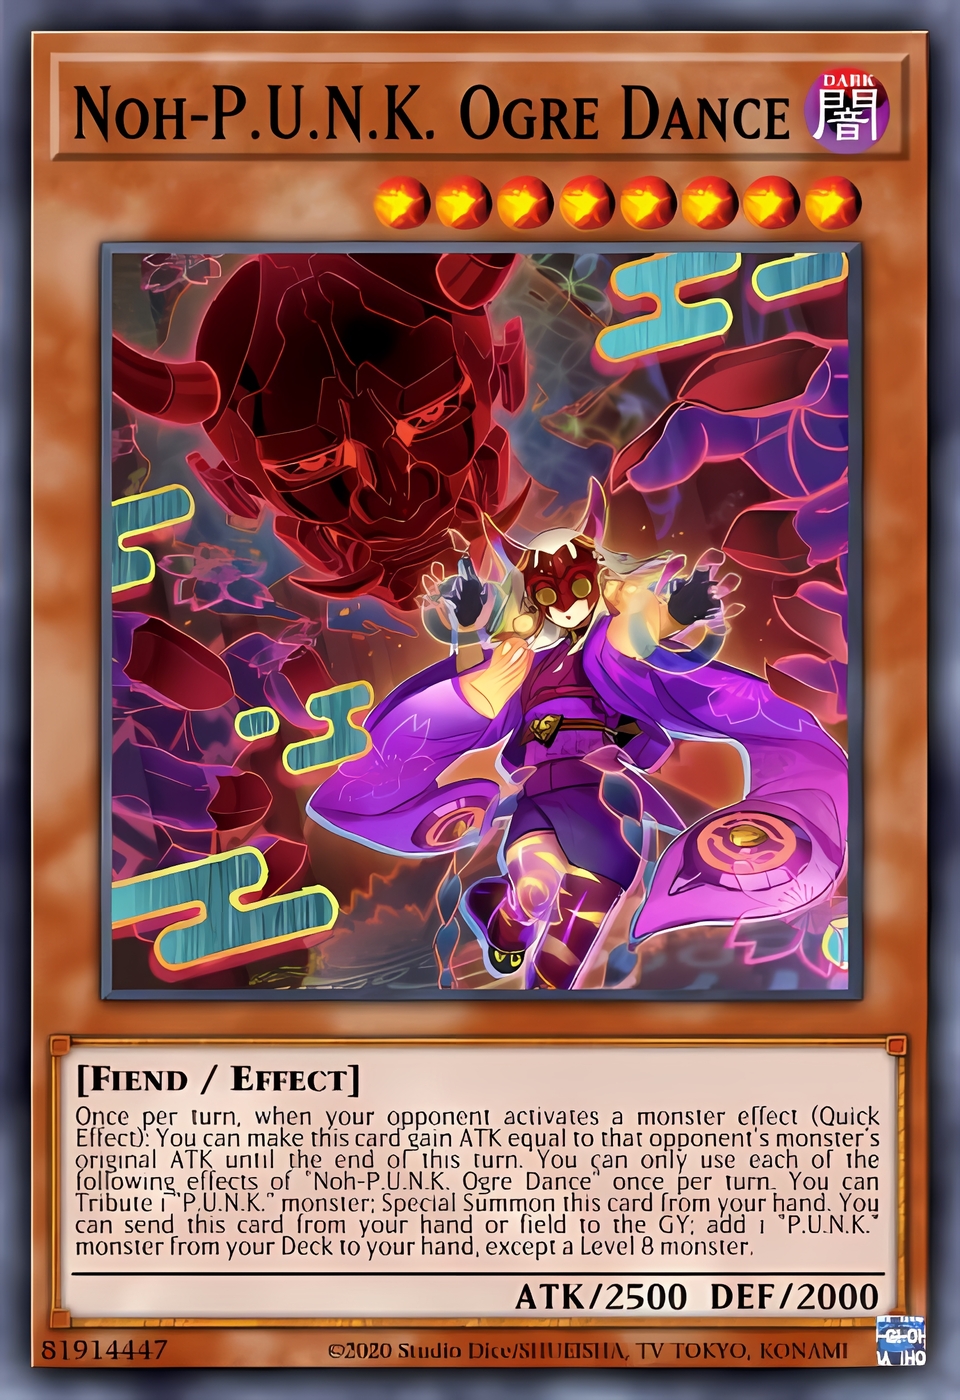 Noh-P.U.N.K. Ogre Dance
DARK
闇
[Fiend / Effect]
Once per turn, when your opponent activates a monster effect (Quick
Effect): You can make this card gain ATK equal to that opponent's monster's
original ATK until the end of this turn. You can only use each of the
following effects of "Noh-P.U.N.K. Ogre Dance" once per turn. You can
Tribute 1 "P.U.N.K." monster; Special Summon this card from your hand. You
can send this card from your hand or field to the GY; add 1 "P.U.N.K."
monster from your Deck to your hand, except a Level 8 monster.
ATK/2500 DEF/2000
81914447
©2020 Studio Dice/SHUEISHA, TV TOKYO, KONAMI